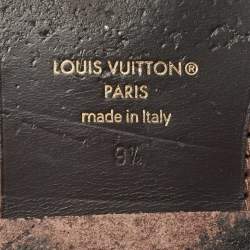 LOUIS VUITTON®
PARIS
made in Italy
9½